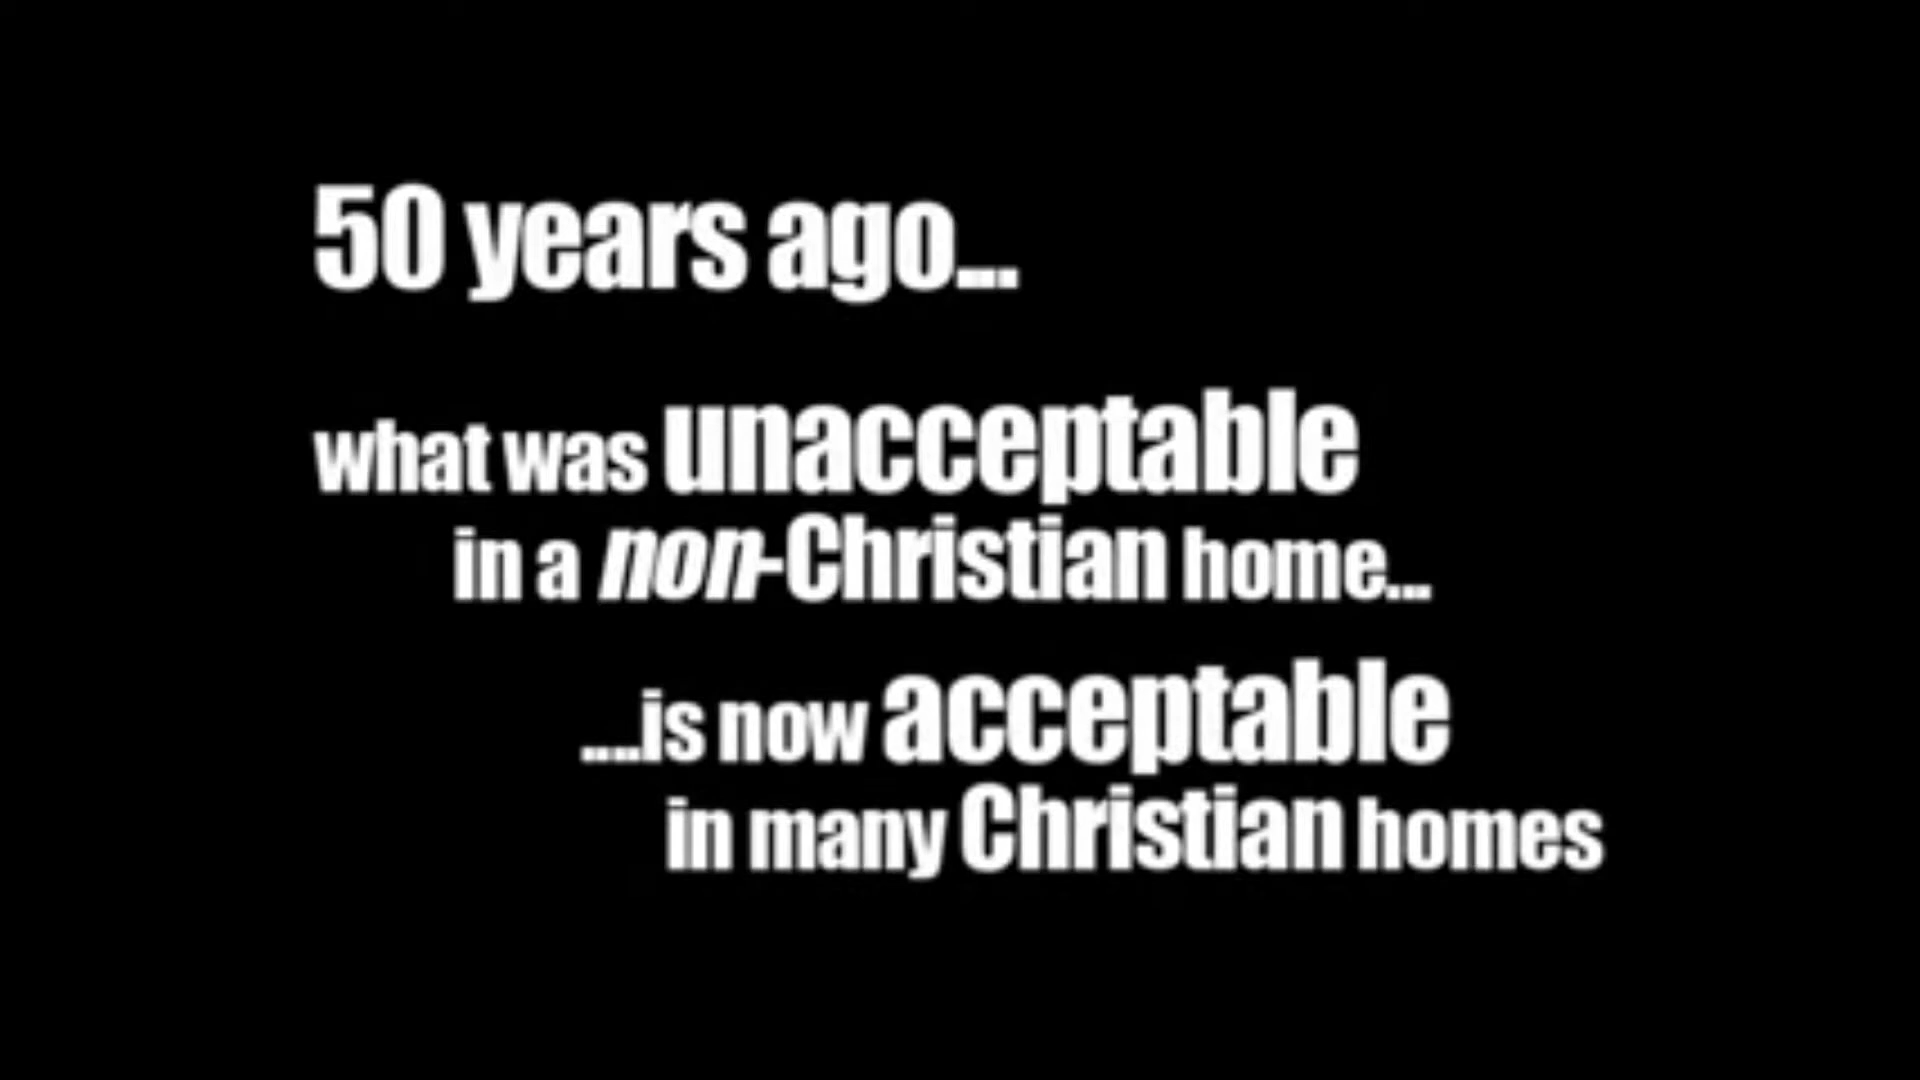 50 years ago...
what was unacceptable
in a non-Christian home...
....is now acceptable
in many Christian homes